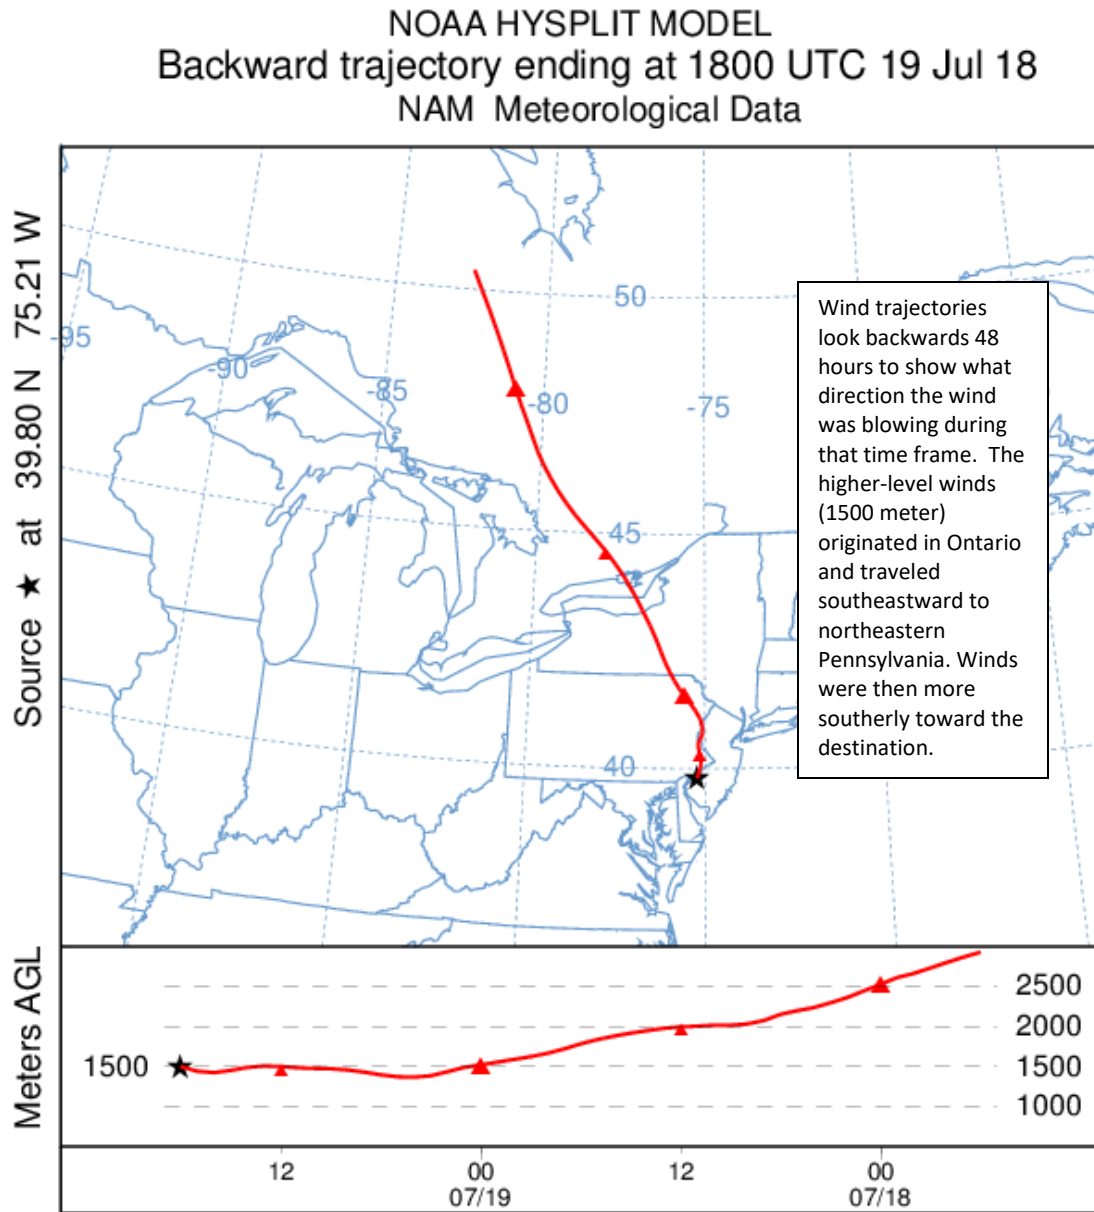 NOAA HYSPLIT MODEL
Backward trajectory ending at 1800 UTC 19 Jul 18
NAM Meteorological Data
Source ★ at 39.80 N 75.21 W
50
-95
-90
-85
-80
-75
45
40
Wind trajectories
look backwards 48
hours to show what
direction the wind
was blowing during
that time frame. The
higher-level winds
(1500 meter)
originated in Ontario
and traveled
southeastward to
northeastern
Pennsylvania. Winds
were then more
southerly toward the
destination.
Meters AGL
1500
2500
2000
1500
1000
12
00
12
00
07/19
07/18